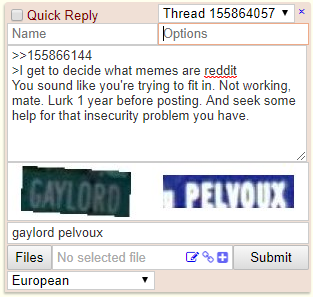 Quick Reply Thread 155864057 ×
Name Options
>>155866144
>I get to decide what memes are reddit
You sound like you're trying to fit in. Not working,
mate. Lurk 1 year before posting. And seek some
help for that insecurity problem you have.
GAYLORD PELVOUX
gaylord pelvoux
Files No selected file Submit
European